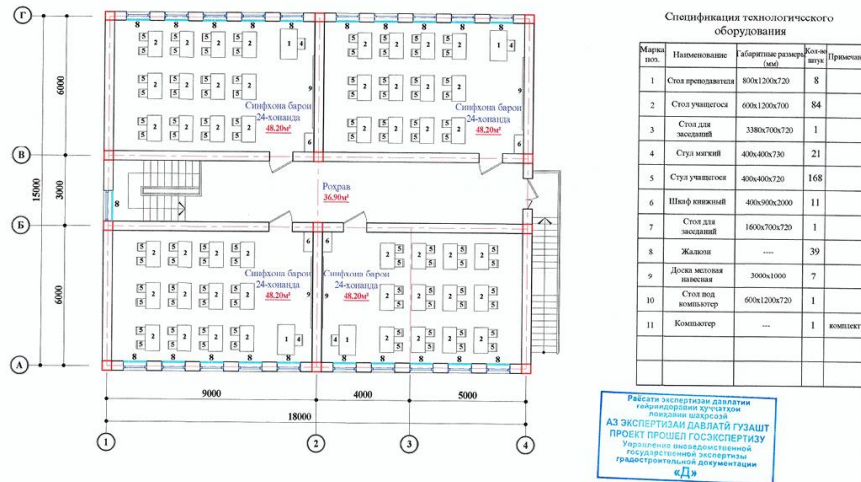 Спецификация технологического
оборудования
Марка поз. Наименование Габаритные размеры (мм) Кол-во штук Примечан
1 Стол преподавателя 800х1200х720 8
2 Стол учащегося 600х1200х700 84
3 Стол для заседаний 3380х700х720 1
4 Стул мягкий 400х400х730 21
5 Стул учащегося 400х400х720 168
6 Шкаф книжный 400х900х2000 11
7 Стол для заседаний 1600х700х720 1
8 Жалюзи ---- 39
9 Доска меловая навесная 3000х1000 7
10 Стол под компьютер 600х1200х720 1
11 Компьютер --- 1 комплект
Г
В
Б
А
6000
3000
6000
15000
Синфхона барои
24-хонанда
48.20м²
Синфхона барои
24-хонанда
48.20м²
Роҳрав
36.90м²
Синфхона барои
24-хонанда
48.20м²
Синфхона барои
24-хонанда
48.20м²
9000
4000
5000
18000
1
2
3
4
Раёсати экспертизаи давлатии
ғайриидоравии ҳуҷҷатҳои
лоиҳавии шаҳрсозӣ
АЗ ЭКСПЕРТИЗАИ ДАВЛАТӢ ГУЗАШТ
ПРОЕКТ ПРОШЕЛ ГОСЭКСПЕРТИЗУ
Управление вневедомственной
государственной экспертизы
градостроительной документации
«Д»